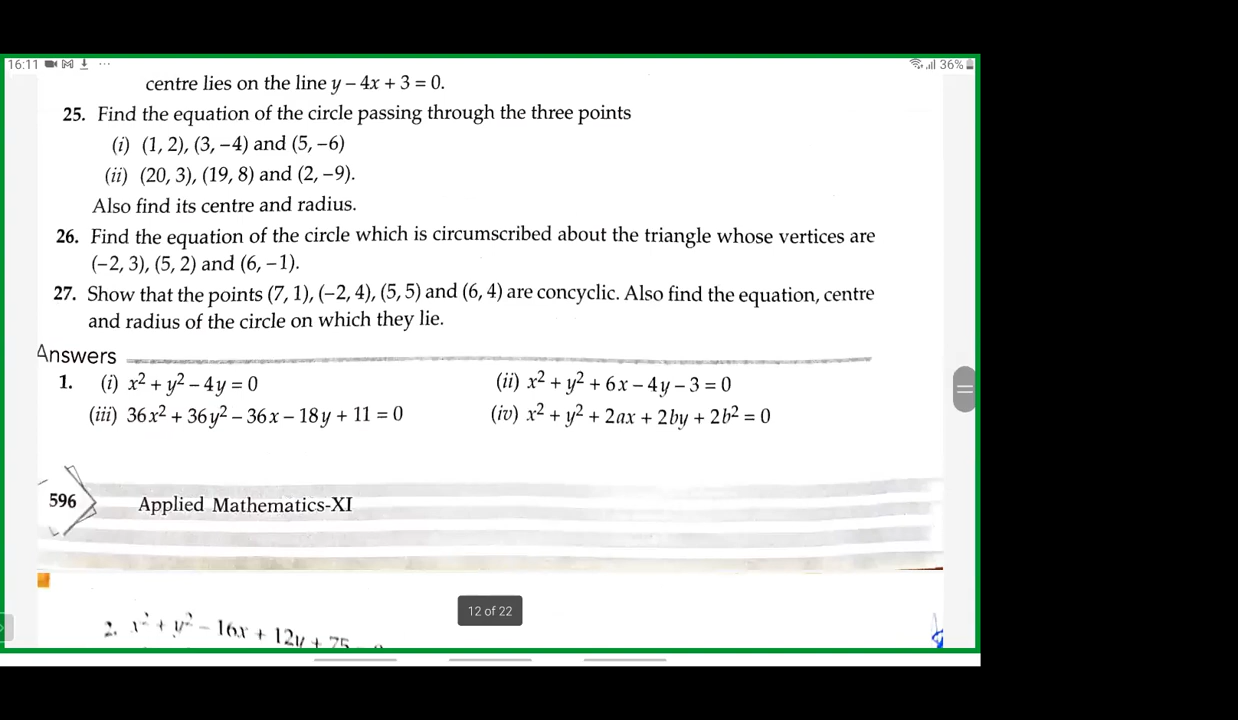 16:11 36%
centre lies on the line y – 4x + 3 = 0.
25. Find the equation of the circle passing through the three points
(i) (1, 2), (3, –4) and (5, –6)
(ii) (20, 3), (19, 8) and (2, –9).
Also find its centre and radius.
26. Find the equation of the circle which is circumscribed about the triangle whose vertices are
(–2, 3), (5, 2) and (6, –1).
27. Show that the points (7, 1), (–2, 4), (5, 5) and (6, 4) are concyclic. Also find the equation, centre
and radius of the circle on which they lie.
Answers
1. (i) x² + y² – 4y = 0 (ii) x² + y² + 6x – 4y – 3 = 0
(iii) 36x² + 36y² – 36x – 18y + 11 = 0 (iv) x² + y² + 2ax + 2by + 2b² = 0
596 Applied Mathematics-XI
12 of 22
2. x² + y² – 16x + 12y + 75